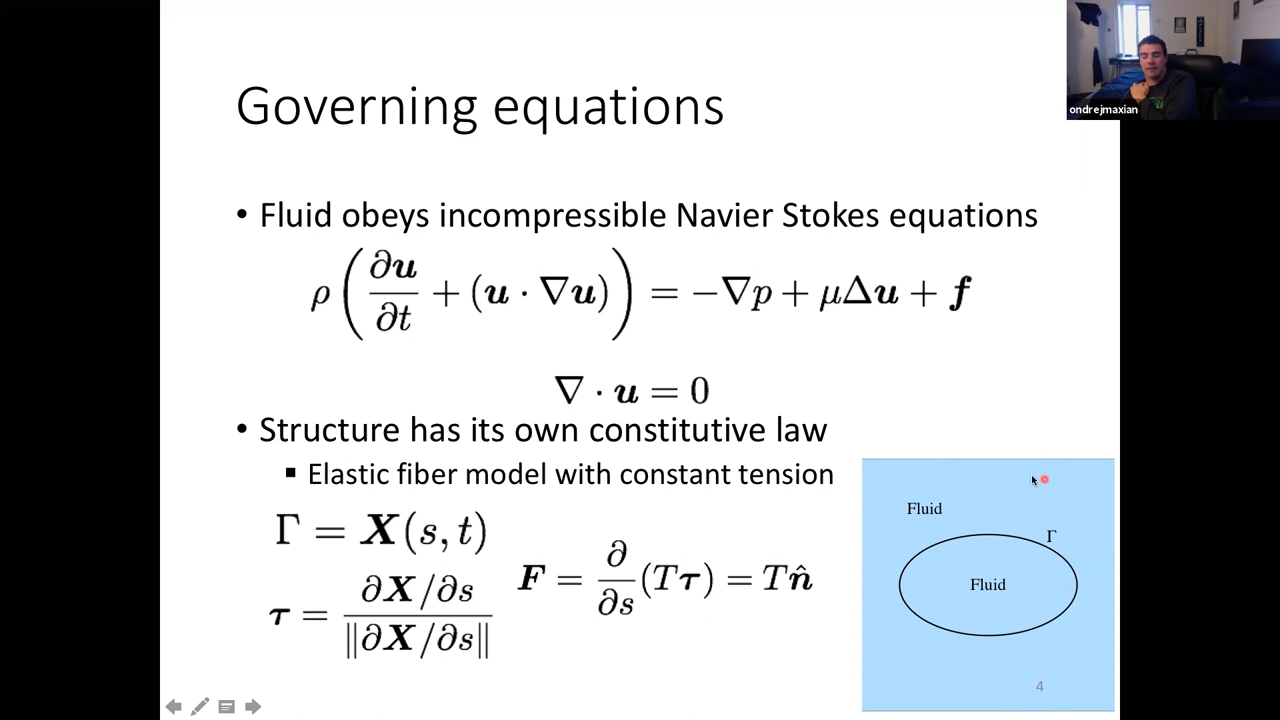 ondrejmaxian
Governing equations
• Fluid obeys incompressible Navier Stokes equations
ρ(∂u/∂t + (u · ∇u)) = −∇p + μΔu + f
∇ · u = 0
• Structure has its own constitutive law
▪ Elastic fiber model with constant tension
Γ = X(s, t)
τ = (∂X/∂s)/‖∂X/∂s‖
F = ∂/∂s (Tτ) = Tn̂
Fluid
Γ
Fluid
4